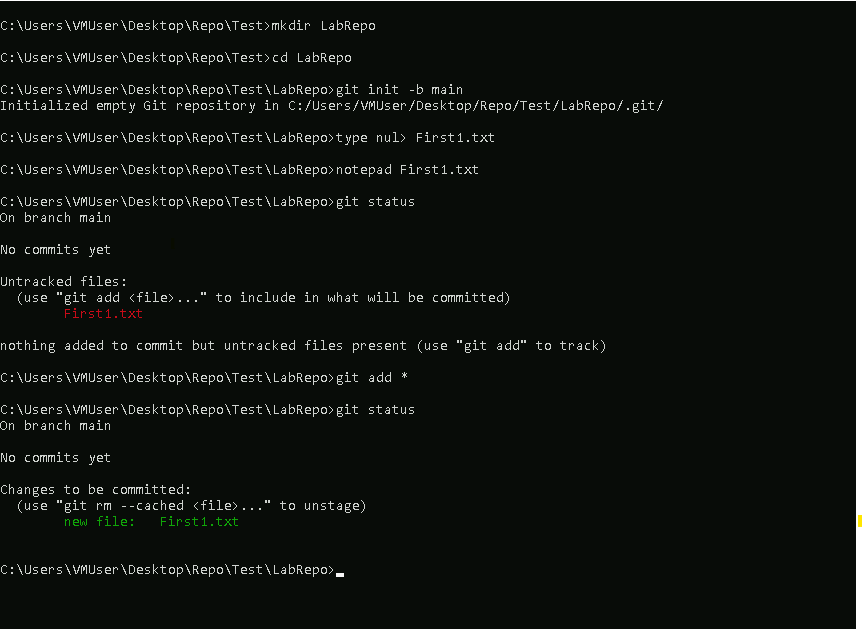 C:\Users\VMUser\Desktop\Repo\Test>mkdir LabRepo
C:\Users\VMUser\Desktop\Repo\Test>cd LabRepo
C:\Users\VMUser\Desktop\Repo\Test\LabRepo>git init -b main
Initialized empty Git repository in C:/Users/VMUser/Desktop/Repo/Test/LabRepo/.git/
C:\Users\VMUser\Desktop\Repo\Test\LabRepo>type nul> First1.txt
C:\Users\VMUser\Desktop\Repo\Test\LabRepo>notepad First1.txt
C:\Users\VMUser\Desktop\Repo\Test\LabRepo>git status
On branch main
No commits yet
Untracked files:
  (use "git add <file>..." to include in what will be committed)
        First1.txt
nothing added to commit but untracked files present (use "git add" to track)
C:\Users\VMUser\Desktop\Repo\Test\LabRepo>git add *
C:\Users\VMUser\Desktop\Repo\Test\LabRepo>git status
On branch main
No commits yet
Changes to be committed:
  (use "git rm --cached <file>..." to unstage)
        new file:   First1.txt
C:\Users\VMUser\Desktop\Repo\Test\LabRepo>